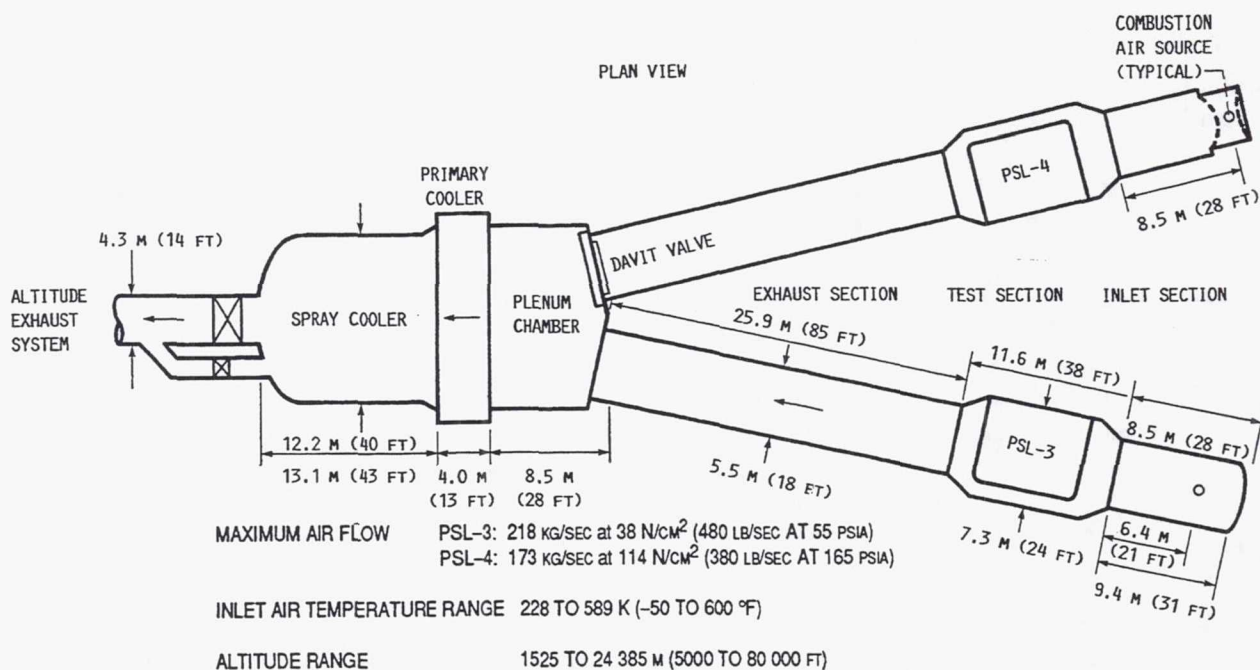 PLAN VIEW
COMBUSTION
AIR SOURCE
(TYPICAL)
PSL-4
8.5 M (28 FT)
PRIMARY
COOLER
4.3 M (14 FT)
DAVIT VALVE
ALTITUDE
EXHAUST
SYSTEM
SPRAY COOLER
PLENUM
CHAMBER
EXHAUST SECTION
TEST SECTION
INLET SECTION
25.9 M (85 FT)
11.6 M (38 FT)
8.5 M (28 FT)
PSL-3
12.2 M (40 FT)
13.1 M (43 FT)
4.0 M
(13 FT)
8.5 M
(28 FT)
5.5 M (18 FT)
7.3 M (24 FT)
6.4 M
(21 FT)
9.4 M (31 FT)
MAXIMUM AIR FLOW PSL-3: 218 KG/SEC at 38 N/CM² (480 LB/SEC AT 55 PSIA)
PSL-4: 173 KG/SEC at 114 N/CM² (380 LB/SEC AT 165 PSIA)
INLET AIR TEMPERATURE RANGE 228 TO 589 K (-50 TO 600 °F)
ALTITUDE RANGE 1525 TO 24 385 M (5000 TO 80 000 FT)